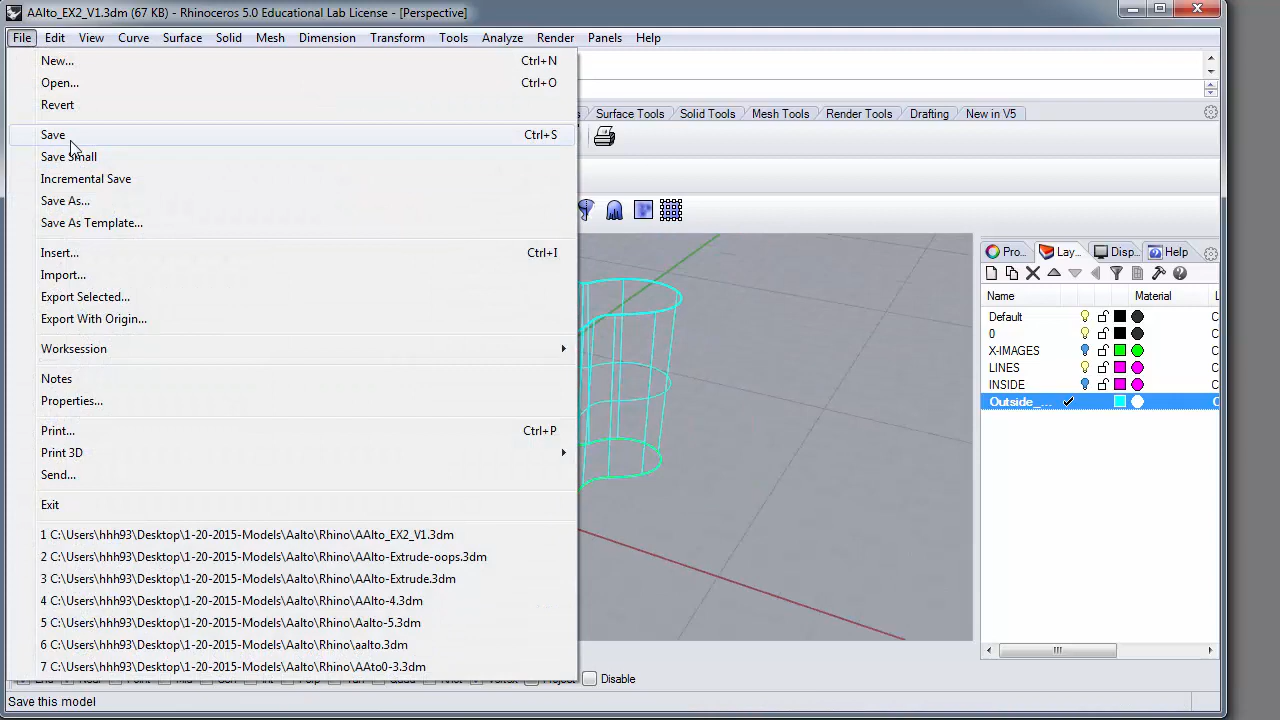 AAlto_EX2_V1.3dm (67 KB) - Rhinoceros 5.0 Educational Lab License - [Perspective]
File Edit View Curve Surface Solid Mesh Dimension Transform Tools Analyze Render Panels Help
New... Ctrl+N
Open... Ctrl+O
Revert
Surface Tools Solid Tools Mesh Tools Render Tools Drafting New in V5
Save Ctrl+S
Save Small
Incremental Save
Save As...
Save As Template...
Insert... Ctrl+I
Import...
Export Selected...
Export With Origin...
Worksession
Notes
Properties...
Print... Ctrl+P
Print 3D
Send...
Exit
1 C:\Users\hhh93\Desktop\1-20-2015-Models\Aalto\Rhino\AAlto_EX2_V1.3dm
2 C:\Users\hhh93\Desktop\1-20-2015-Models\Aalto\Rhino\AAlto-Extrude-oops.3dm
3 C:\Users\hhh93\Desktop\1-20-2015-Models\Aalto\Rhino\AAlto-Extrude.3dm
4 C:\Users\hhh93\Desktop\1-20-2015-Models\Aalto\Rhino\AAlto-4.3dm
5 C:\Users\hhh93\Desktop\1-20-2015-Models\Aalto\Rhino\Aalto-5.3dm
6 C:\Users\hhh93\Desktop\1-20-2015-Models\Aalto\Rhino\aalto.3dm
7 C:\Users\hhh93\Desktop\1-20-2015-Models\Aalto\Rhino\AAto0-3.3dm
Pro... Lay... Disp... Help
Name Material
Default
0
X-IMAGES
LINES
INSIDE
Outside_...
Disable
Save this model